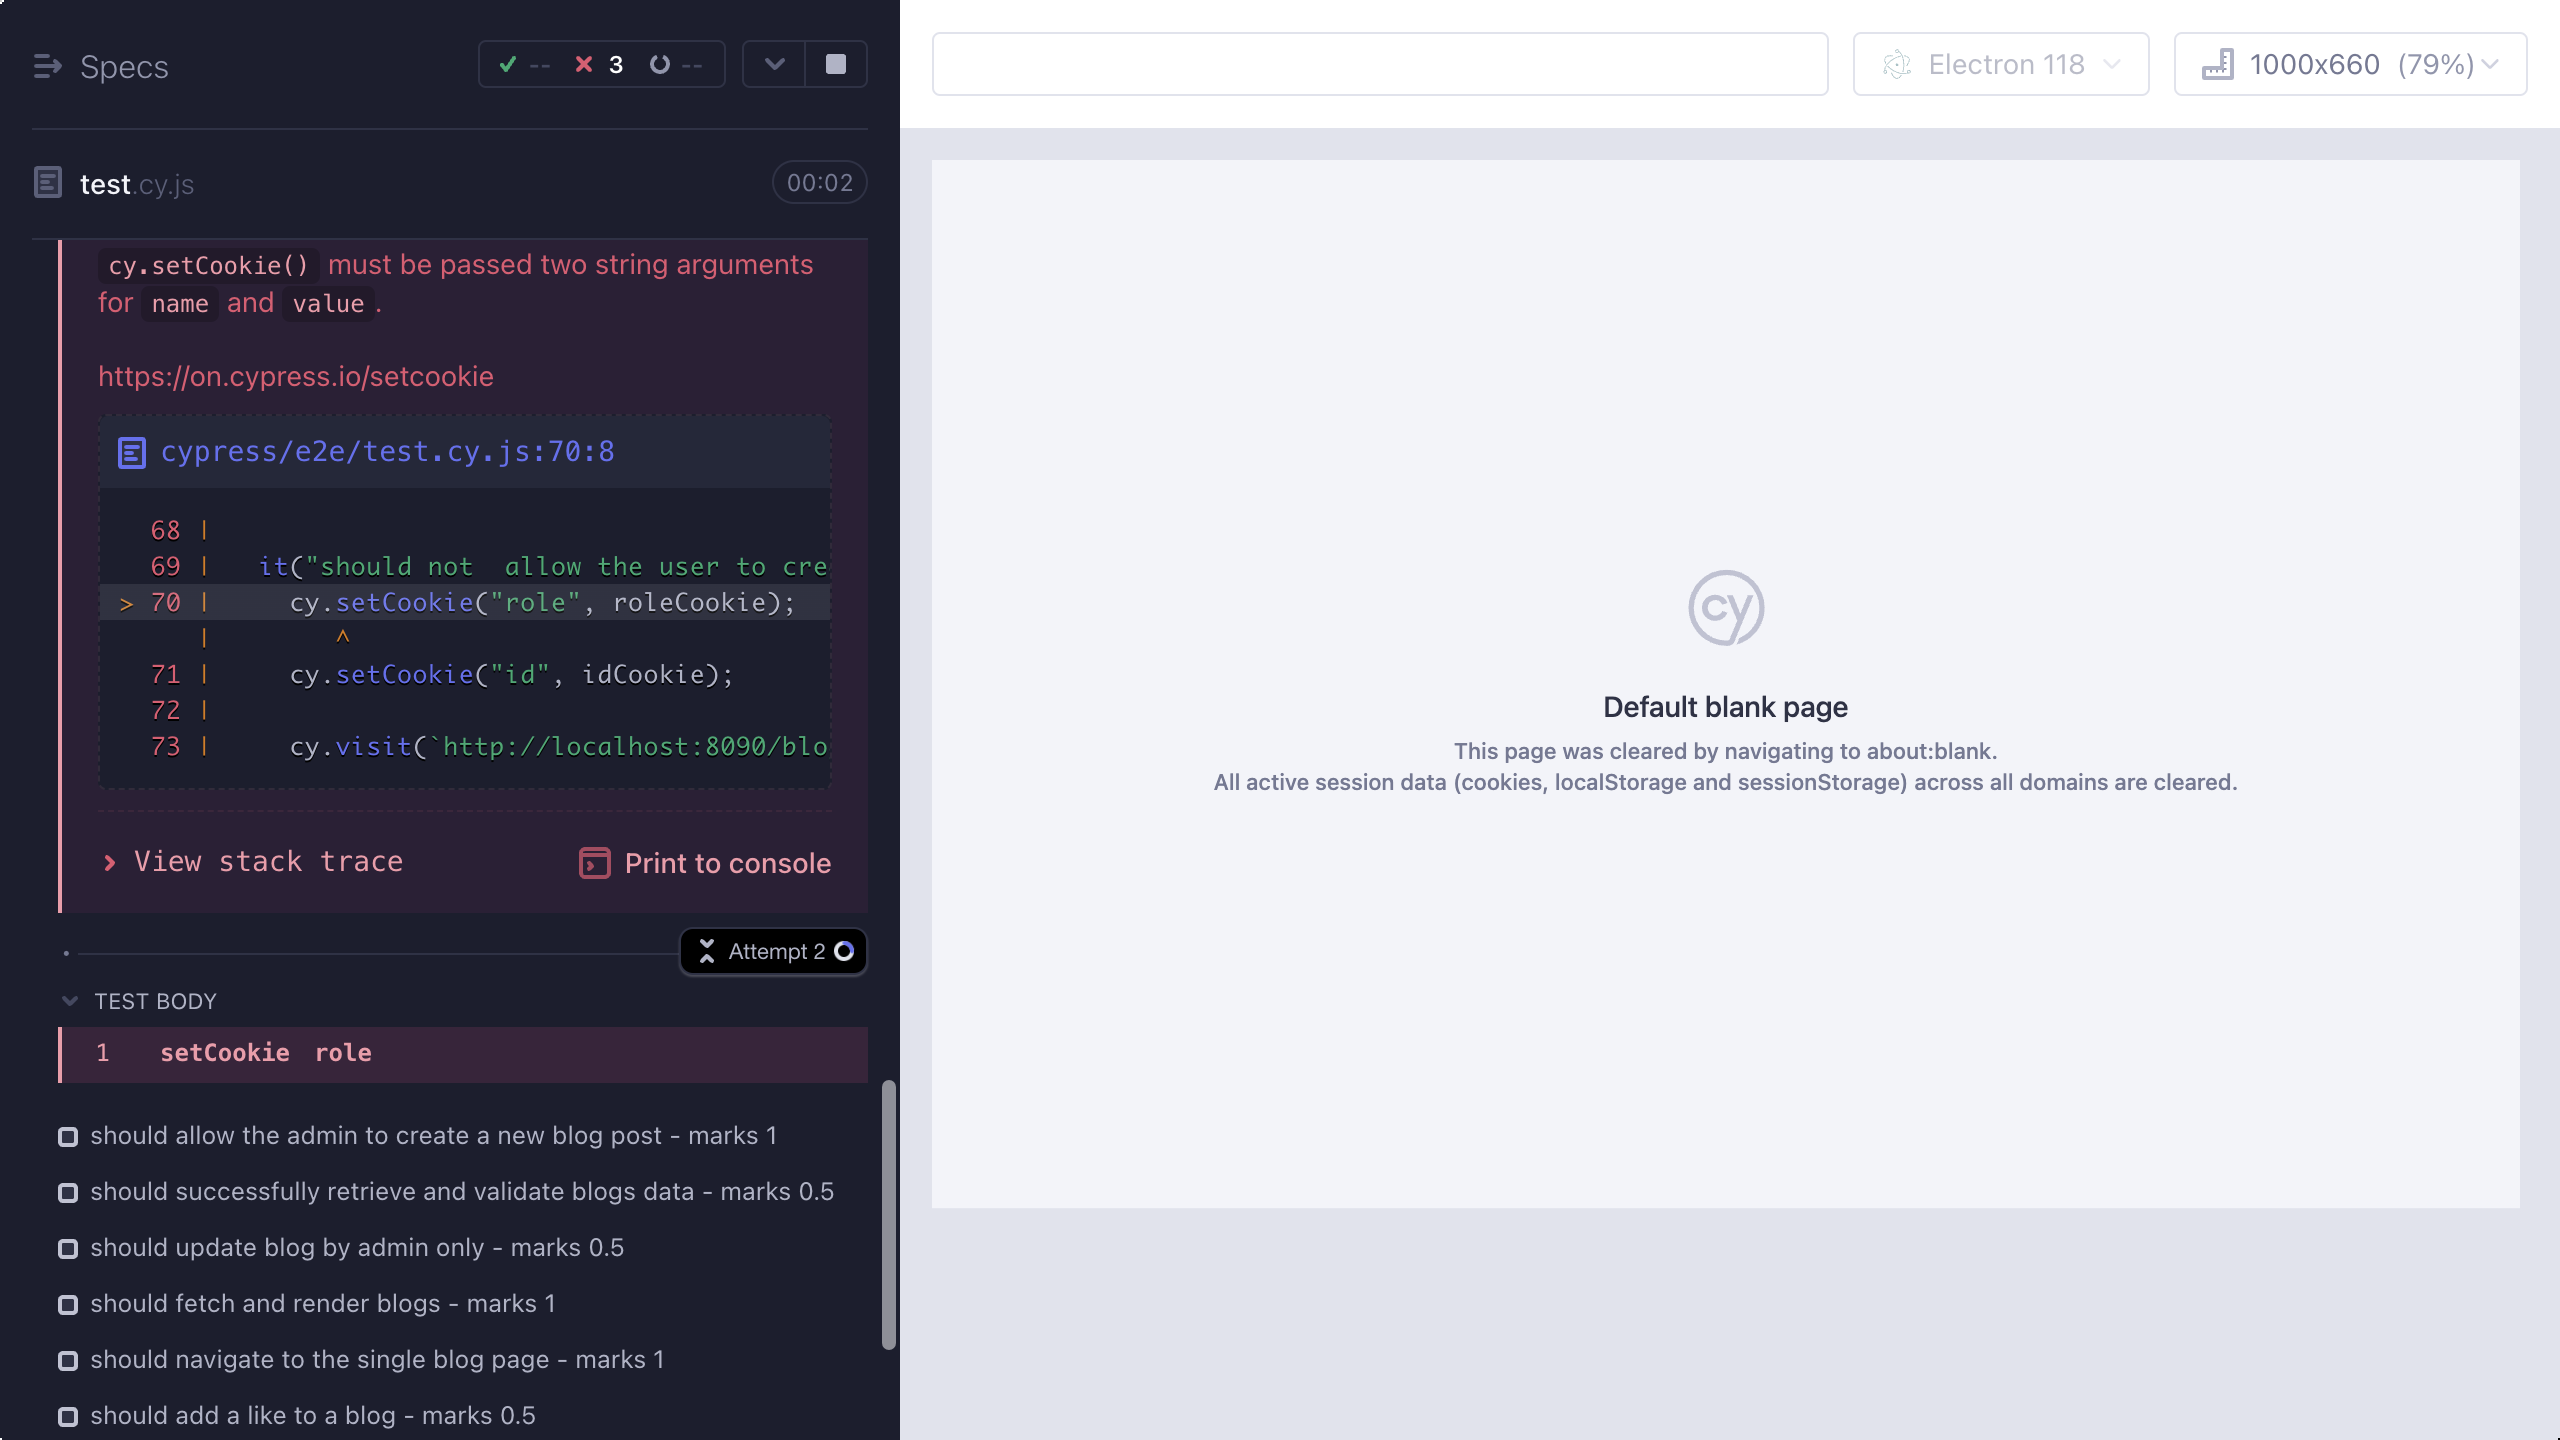 Specs
-- 3 --
test.cy.js
00:02
cy.setCookie() must be passed two string arguments
for name and value .
https://on.cypress.io/setcookie
cypress/e2e/test.cy.js:70:8
68 |
69 | it("should not  allow the user to cre
> 70 | cy.setCookie("role", roleCookie);
| ^
71 | cy.setCookie("id", idCookie);
72 |
73 | cy.visit(`http://localhost:8090/blo
View stack trace
Print to console
Attempt 2
TEST BODY
1 setCookie role
should allow the admin to create a new blog post - marks 1
should successfully retrieve and validate blogs data - marks 0.5
should update blog by admin only - marks 0.5
should fetch and render blogs - marks 1
should navigate to the single blog page - marks 1
should add a like to a blog - marks 0.5
Electron 118
1000x660 (79%)
cy
Default blank page
This page was cleared by navigating to about:blank.
All active session data (cookies, localStorage and sessionStorage) across all domains are cleared.